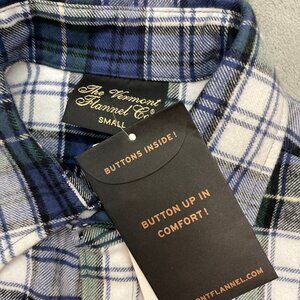 The Vermont
Flannel Co.
SMALL
BUTTONS INSIDE!
BUTTON UP IN
COMFORT!
ONTFLANNEL.COM